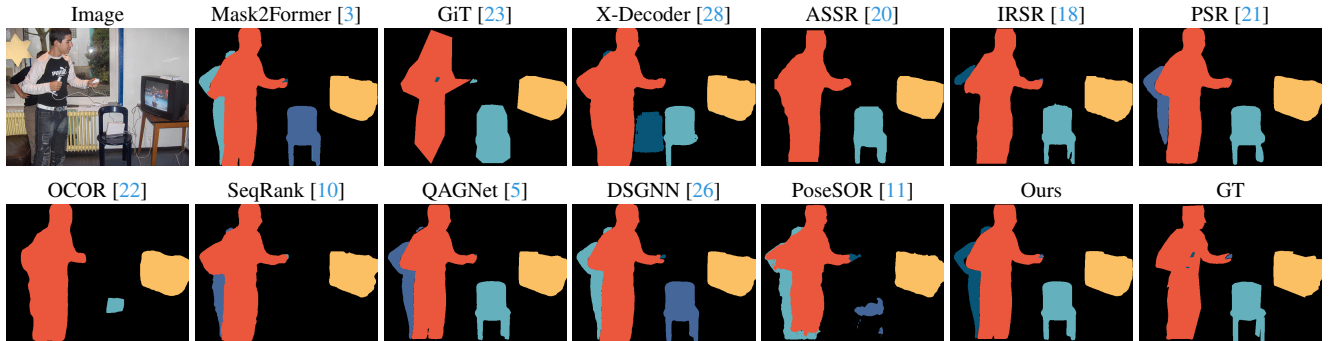 Image Mask2Former [3] GiT [23] X-Decoder [28] ASSR [20] IRSR [18] PSR [21]
OCOR [22] SeqRank [10] QAGNet [5] DSGNN [26] PoseSOR [11] Ours GT